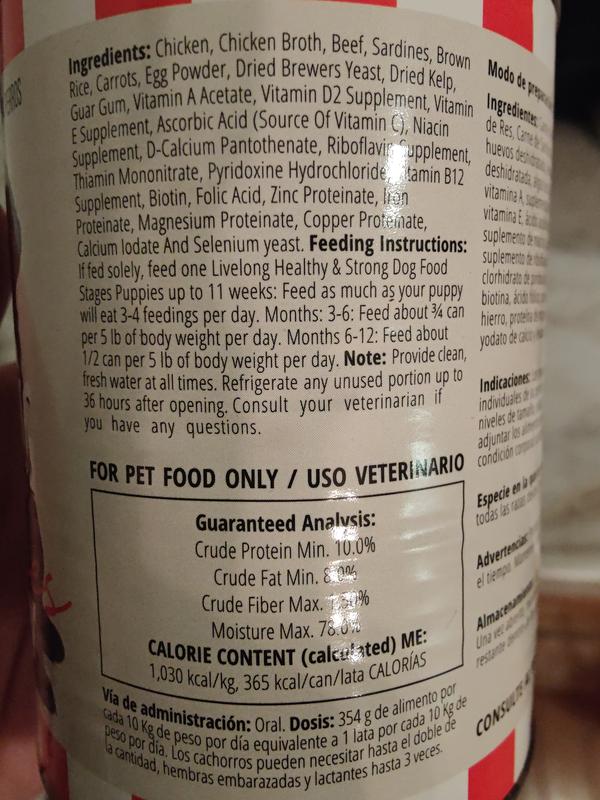 Ingredients: Chicken, Chicken Broth, Beef, Sardines, Brown
Rice, Carrots, Egg Powder, Dried Brewers Yeast, Dried Kelp,
Guar Gum, Vitamin A Acetate, Vitamin D2 Supplement, Vitamin
E Supplement, Ascorbic Acid (Source Of Vitamin C), Niacin
Supplement, D-Calcium Pantothenate, Riboflavin Supplement,
Thiamin Mononitrate, Pyridoxine Hydrochloride, Vitamin B12
Supplement, Biotin, Folic Acid, Zinc Proteinate, Iron
Proteinate, Magnesium Proteinate, Copper Proteinate,
Calcium Iodate And Selenium yeast. Feeding Instructions:
If fed solely, feed one Livelong Healthy & Strong Dog Food
Stages Puppies up to 11 weeks: Feed as much as your puppy
will eat 3-4 feedings per day. Months: 3-6: Feed about ¾ can
per 5 lb of body weight per day. Months 6-12: Feed about
1/2 can per 5 lb of body weight per day. Note: Provide clean,
fresh water at all times. Refrigerate any unused portion up to
36 hours after opening. Consult your veterinarian if
you have any questions.
FOR PET FOOD ONLY / USO VETERINARIO
Guaranteed Analysis:
Crude Protein Min. 10.0%
Crude Fat Min. 8.0%
Crude Fiber Max.
Moisture Max. 78.0%
CALORIE CONTENT (calculated) ME:
1,030 kcal/kg, 365 kcal/can/lata CALORÍAS
Vía de administración: Oral. Dosis: 354 g de alimento por
cada 10 Kg de peso por día equivalente a 1 lata por cada 10 Kg de
peso por día. Los cachorros pueden necesitar hasta el doble de
la cantidad, hembras embarazadas y lactantes hasta 3 veces.
Modo de
Ingredientes:
de Res, Carne de
huevos
deshidratada,
vitamina A,
vitamina E,
suplemento de
suplemento de
clorhidrato de
biotina, ácido
hierro,
yodato de calcio
Indicaciones:
individuales
niveles de
adjuntar los
condición
Especie en la
todas las razas
Advertencias:
el tiempo.
Almacenamiento:
Una vez
restante